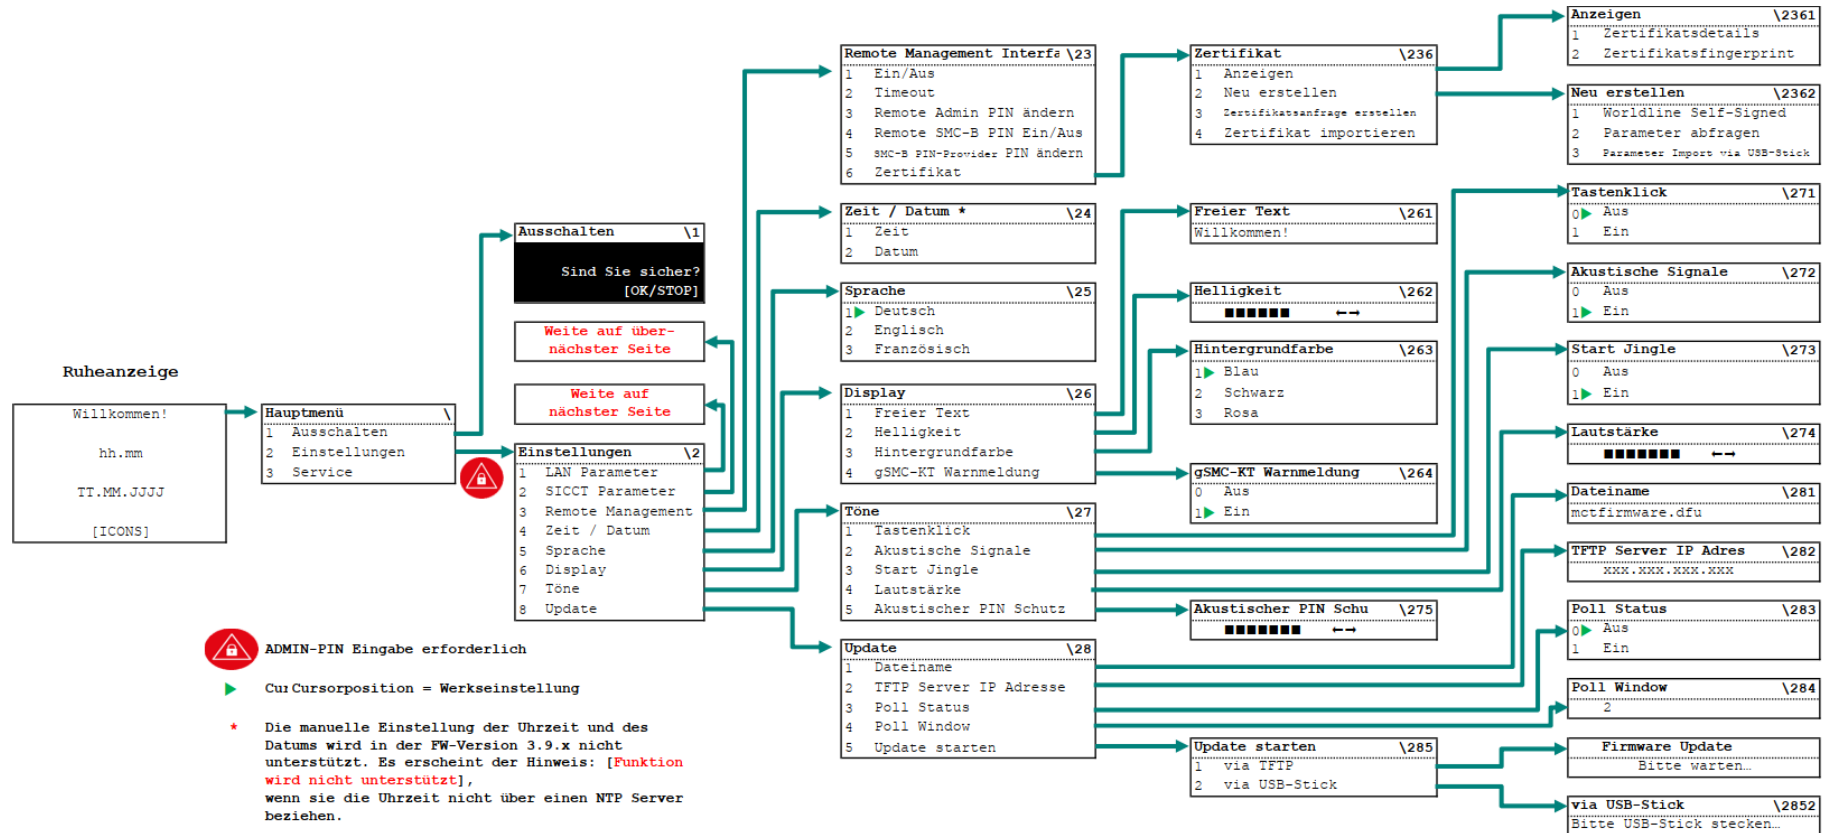 Ruheanzeige
Willkommen!
hh.mm
TT.MM.JJJJ
[ICONS]
Hauptmenü \
1 Ausschalten
2 Einstellungen
3 Service
Ausschalten \1
Sind Sie sicher?
[OK/STOP]
Weite auf über-
nächster Seite
Weite auf
nächster Seite
Einstellungen \2
1 LAN Parameter
2 SICCT Parameter
3 Remote Management
4 Zeit / Datum
5 Sprache
6 Display
7 Töne
8 Update
Remote Management Interfa \23
1 Ein/Aus
2 Timeout
3 Remote Admin PIN ändern
4 Remote SMC-B PIN Ein/Aus
5 SMC-B PIN-Provider PIN ändern
6 Zertifikat
Zeit / Datum * \24
1 Zeit
2 Datum
Sprache \25
1 Deutsch
2 Englisch
3 Französisch
Display \26
1 Freier Text
2 Helligkeit
3 Hintergrundfarbe
4 gSMC-KT Warnmeldung
Töne \27
1 Tastenklick
2 Akustische Signale
3 Start Jingle
4 Lautstärke
5 Akustischer PIN Schutz
Update \28
1 Dateiname
2 TFTP Server IP Adresse
3 Poll Status
4 Poll Window
5 Update starten
Zertifikat \236
1 Anzeigen
2 Neu erstellen
3 Zertifikatsanfrage erstellen
4 Zertifikat importieren
Freier Text \261
Willkommen!
Helligkeit \262
Hintergrundfarbe \263
1 Blau
2 Schwarz
3 Rosa
gSMC-KT Warnmeldung \264
0 Aus
1 Ein
Akustischer PIN Schu \275
Update starten \285
1 via TFTP
2 via USB-Stick
Anzeigen \2361
1 Zertifikatsdetails
2 Zertifikatsfingerprint
Neu erstellen \2362
1 Worldline Self-Signed
2 Parameter abfragen
3 Parameter Import via USB-Stick
Tastenklick \271
0 Aus
1 Ein
Akustische Signale \272
0 Aus
1 Ein
Start Jingle \273
0 Aus
1 Ein
Lautstärke \274
Dateiname \281
mctfirmware.dfu
TFTP Server IP Adres \282
xxx.xxx.xxx.xxx
Poll Status \283
0 Aus
1 Ein
Poll Window \284
2
Firmware Update
Bitte warten…
via USB-Stick \2852
Bitte USB-Stick stecken…
ADMIN-PIN Eingabe erforderlich
Cur Cursorposition = Werkseinstellung
* Die manuelle Einstellung der Uhrzeit und des
Datums wird in der FW-Version 3.9.x nicht
unterstützt. Es erscheint der Hinweis: [Funktion
wird nicht unterstützt],
wenn sie die Uhrzeit nicht über einen NTP Server
beziehen.